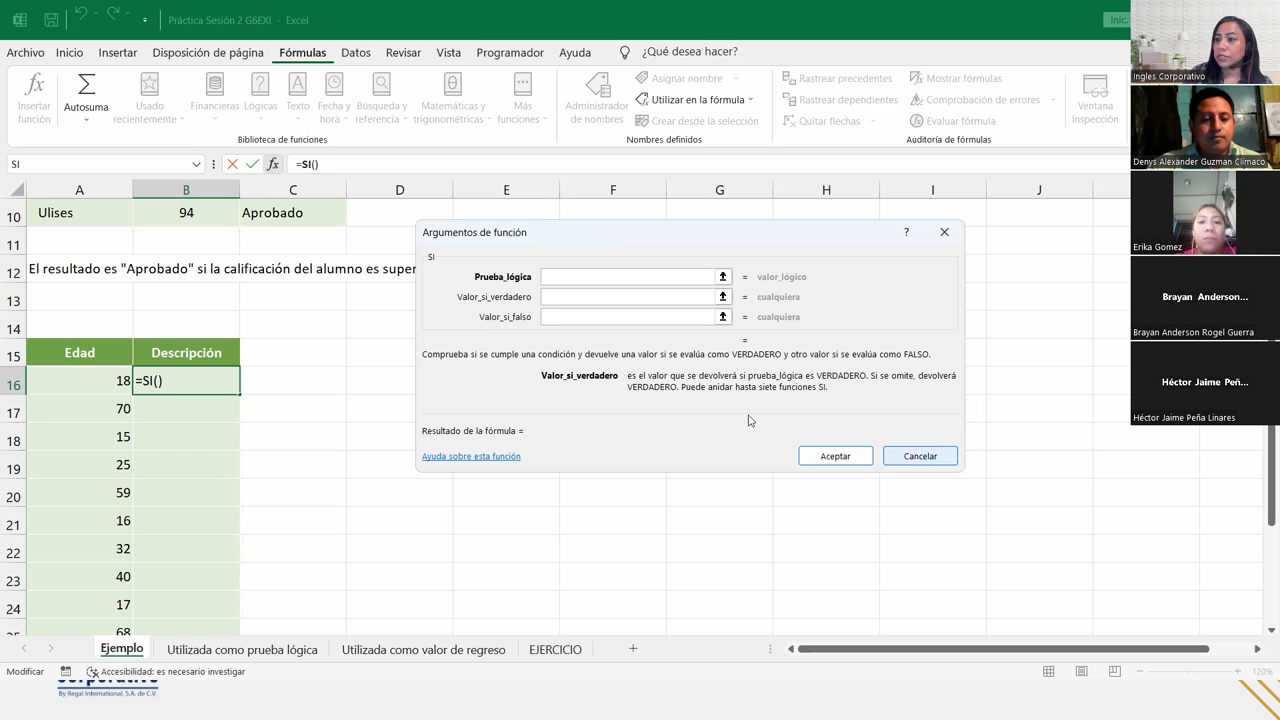 Práctica Sesión 2 G6EXI - Excel
Inic.
Archivo Inicio Insertar Disposición de página Fórmulas Datos Revisar Vista Programador Ayuda ¿Qué desea hacer?
Insertar función
Autosuma
Usado recientemente
Financieras
Lógicas
Texto
Fecha y hora
Búsqueda y referencia
Matemáticas y trigonométricas
Más funciones
Biblioteca de funciones
Administrador de nombres
Asignar nombre
Utilizar en la fórmula
Crear desde la selección
Nombres definidos
Rastrear precedentes
Rastrear dependientes
Quitar flechas
Mostrar fórmulas
Comprobación de errores
Evaluar fórmula
Auditoría de fórmulas
Ventana Inspección
SI fx =SI()
A B C D E F G H I J
10 Ulises 94 Aprobado
11
12 El resultado es "Aprobado" si la calificación del alumno es super
13
14
15 Edad Descripción
16 18 =SI()
17 70
18 15
19 25
20 59
21 16
22 32
23 40
24 17
68
Argumentos de función ?
SI
Prueba_lógica = valor_lógico
Valor_si_verdadero = cualquiera
Valor_si_falso = cualquiera
=
Comprueba si se cumple una condición y devuelve una valor si se evalúa como VERDADERO y otro valor si se evalúa como FALSO.
Valor_si_verdadero es el valor que se devolverá si prueba_lógica es VERDADERO. Si se omite, devolverá
VERDADERO. Puede anidar hasta siete funciones SI.
Resultado de la fórmula =
Ayuda sobre esta función
Aceptar Cancelar
Ingles Corporativo
Denys Alexander Guzman Climaco
Erika Gomez
Brayan Anderson...
Brayan Anderson Rogel Guerra
Héctor Jaime Peñ...
Héctor Jaime Peña Linares
Ejemplo Utilizada como prueba lógica Utilizada como valor de regreso EJERCICIO
Modificar Accesibilidad: es necesario investigar
120%
By Regal International, S.A. de C.V.